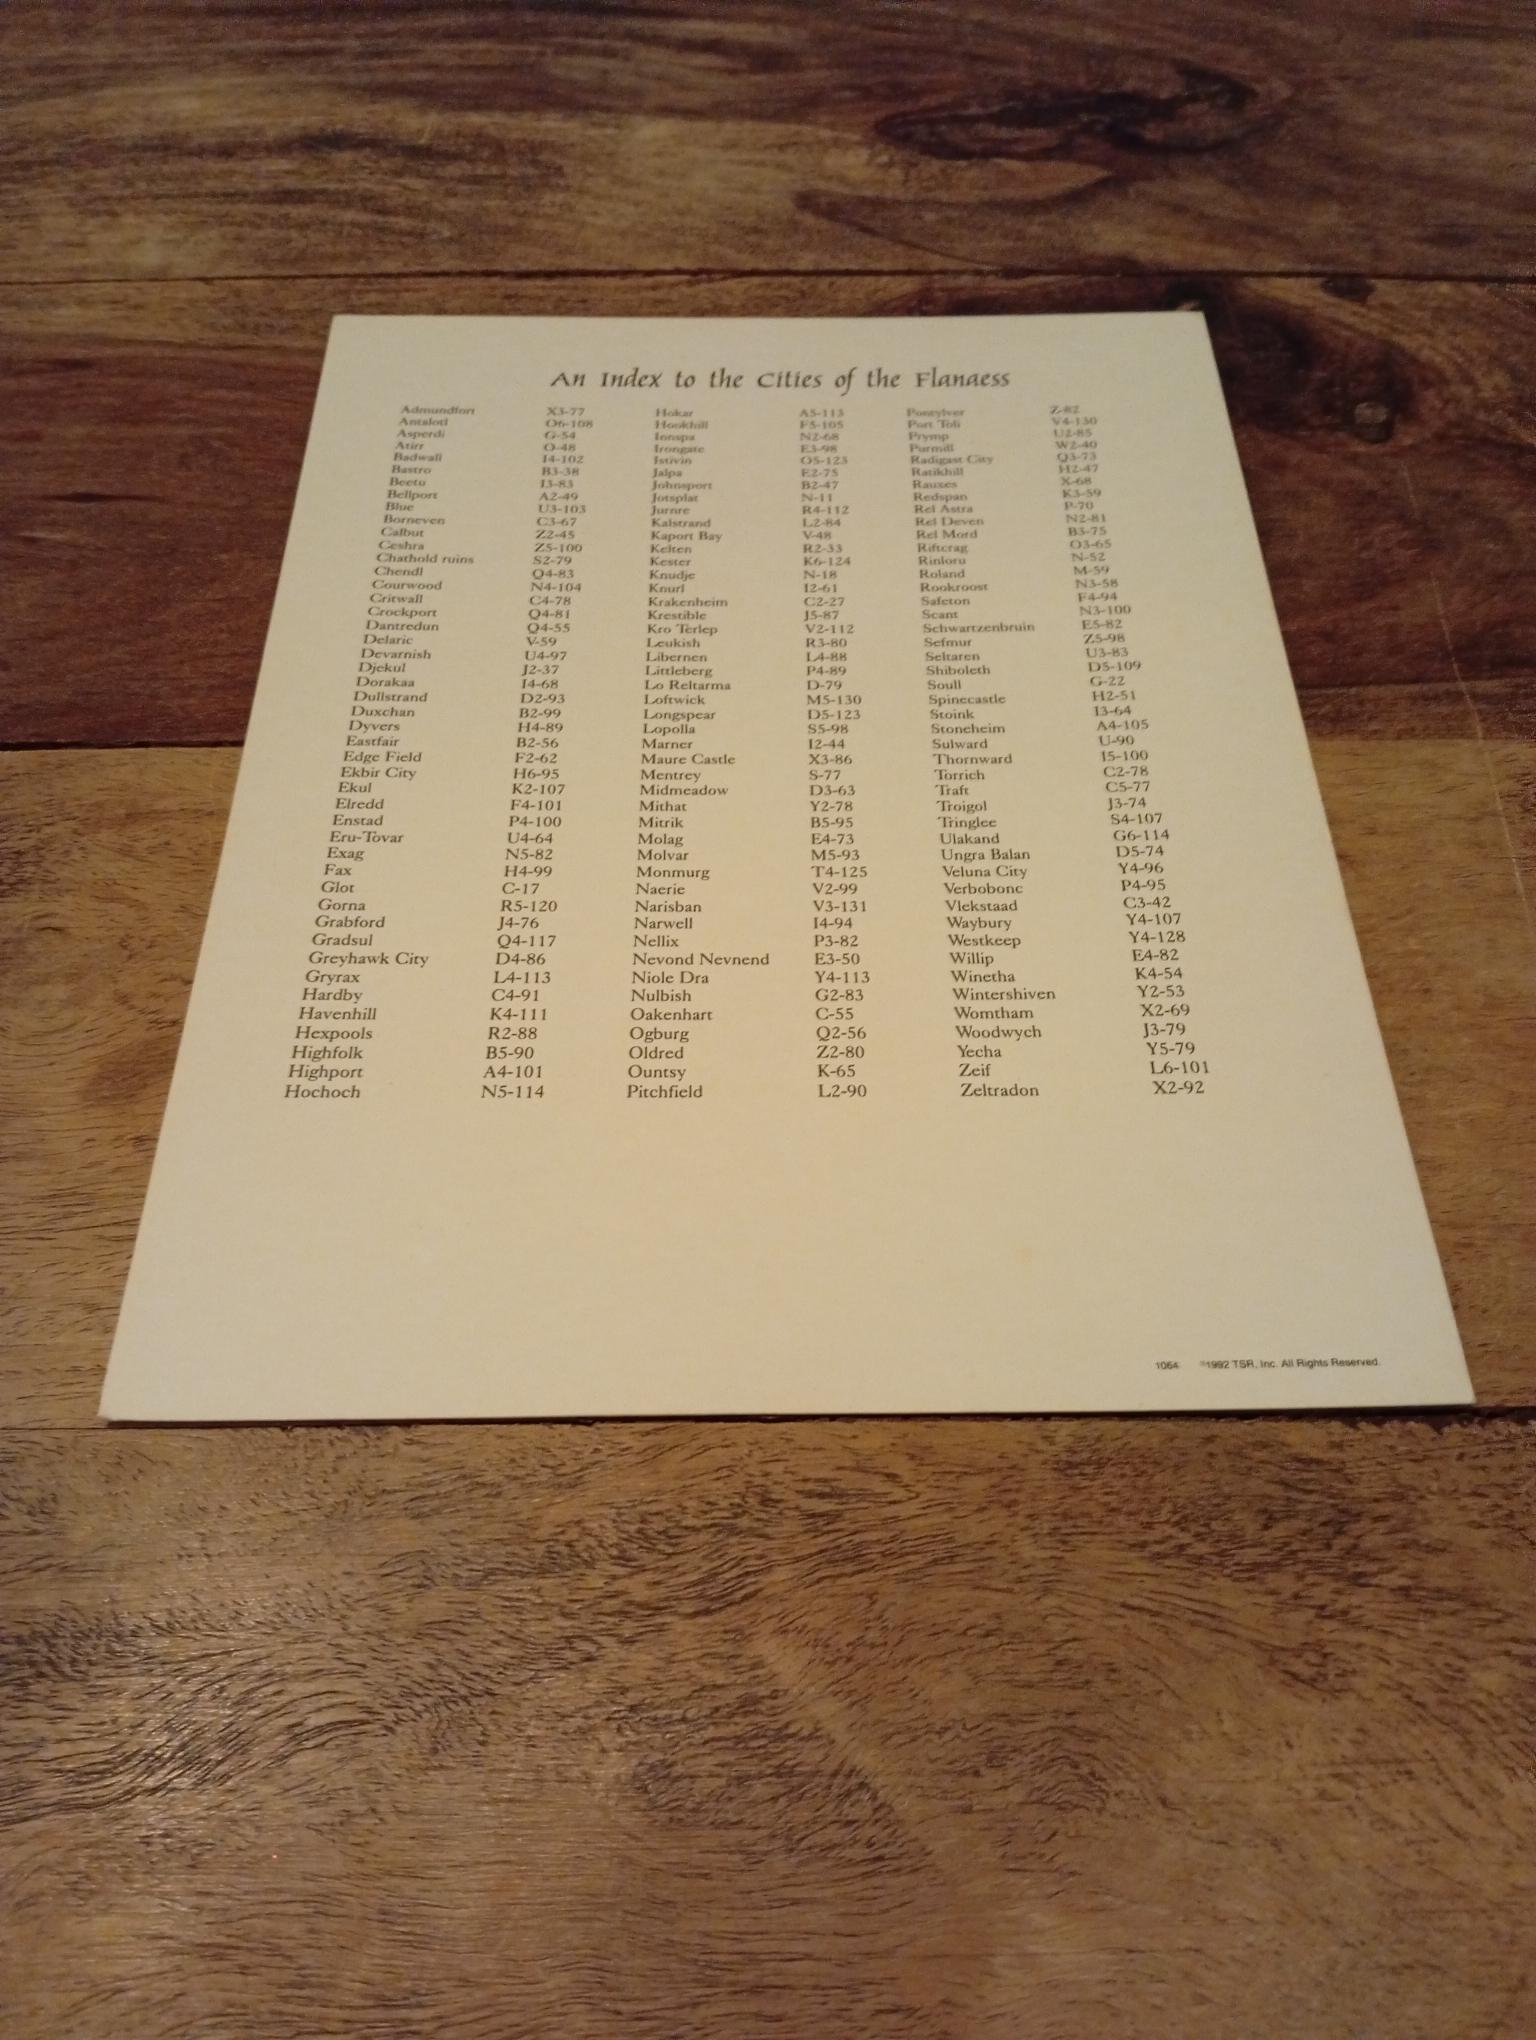 An Index to the Cities of the Flanaess
Admundfort X3-77
Antalotl O6-108
Asperdi G-54
Atirr O-48
Badwall I4-102
Bastro B3-38
Beetu I3-83
Bellport A2-49
Blue U3-103
Borneven C3-67
Calbut Z2-45
Ceshra Z5-100
Chathold ruins S2-79
Chendl Q4-83
Courwood N4-104
Critwall C4-78
Crockport Q4-81
Dantredun Q4-55
Delaric V-59
Devarnish U4-97
Djekul J2-37
Dorakaa I4-68
Dullstrand D2-93
Duxchan B2-99
Dyvers H4-89
Eastfair B2-56
Edge Field F2-62
Ekbir City H6-95
Ekul K2-107
Elredd F4-101
Enstad P4-100
Eru-Tovar U4-64
Exag N5-82
Fax H4-99
Glot C-17
Gorna R5-120
Grabford J4-76
Gradsul Q4-117
Greyhawk City D4-86
Gryrax L4-113
Hardby C4-91
Havenhill K4-111
Hexpools R2-88
Highfolk B5-90
Highport A4-101
Hochoch N5-114
Hokar A5-113
Hookhill F5-105
Innspa N2-68
Irongate E3-98
Istivin O5-123
Jalpa E2-75
Johnsport B2-47
Jotsplat N-11
Jurnre R4-112
Kalstrand L2-84
Kaport Bay V-48
Kelten R2-33
Kester K6-124
Knudje N-18
Knurl I2-61
Krakenheim C2-27
Krestible J5-87
Kro Terlep V2-112
Leukish R3-80
Libernen L4-88
Littleberg P4-89
Lo Reltarma D-79
Loftwick M5-130
Longspear D5-123
Lopolla S5-98
Marner I2-44
Maure Castle X3-86
Mentrey S-77
Midmeadow D3-63
Mithat Y2-78
Mitrik B5-95
Molag E4-73
Molvar M5-93
Monmurg T4-125
Naerie V2-99
Narisban V3-131
Narwell I4-94
Nellix P3-82
Nevond Nevnend E3-50
Niole Dra Y4-113
Nulbish G2-83
Oakenhart C-55
Ogburg Q2-56
Oldred Z2-80
Ountsy K-65
Pitchfield L2-90
Pontylver Z-82
Port Toli V4-130
Prymp U2-85
Purmill W2-40
Radigast City Q3-73
Ratikhill H2-47
Rauxes X-68
Redspan K3-59
Rel Astra P-70
Rel Deven N2-81
Rel Mord B3-75
Riftcrag O3-65
Rinloru N-52
Roland M-59
Rookroost N3-58
Safeton F4-94
Scant N3-100
Schwartzenbruin E5-82
Sefmur Z5-98
Seltaren U3-83
Shiboleth D5-109
Soull G-22
Spinecastle H2-51
Stoink I3-64
Stoneheim A4-105
Sulward U-90
Thornward I5-100
Torrich C2-78
Traft C5-77
Troigol J3-74
Tringlee S4-107
Ulakand G6-114
Ungra Balan D5-74
Veluna City Y4-96
Verbobonc P4-95
Vlekstaad C3-42
Waybury Y4-107
Westkeep Y4-128
Willip E4-82
Winetha K4-54
Wintershiven Y2-53
Womtham X2-69
Woodwych J3-79
Yecha Y5-79
Zeif L6-101
Zeltradon X2-92
1064 ©1992 TSR, Inc. All Rights Reserved.